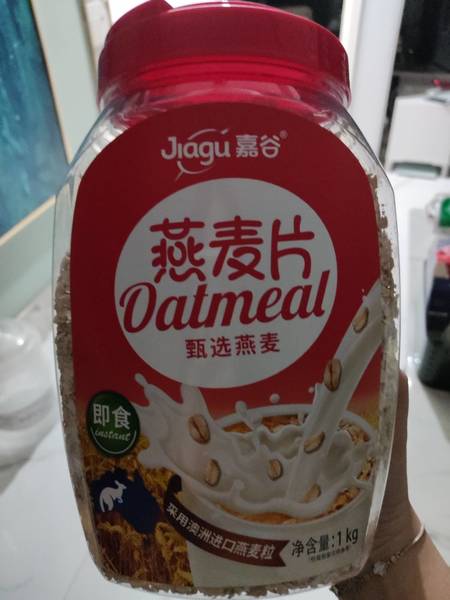 Jiagu 嘉谷®
燕麦片
Oatmeal
甄选燕麦
即食
instant
采用澳洲进口燕麦粒
净含量:1kg